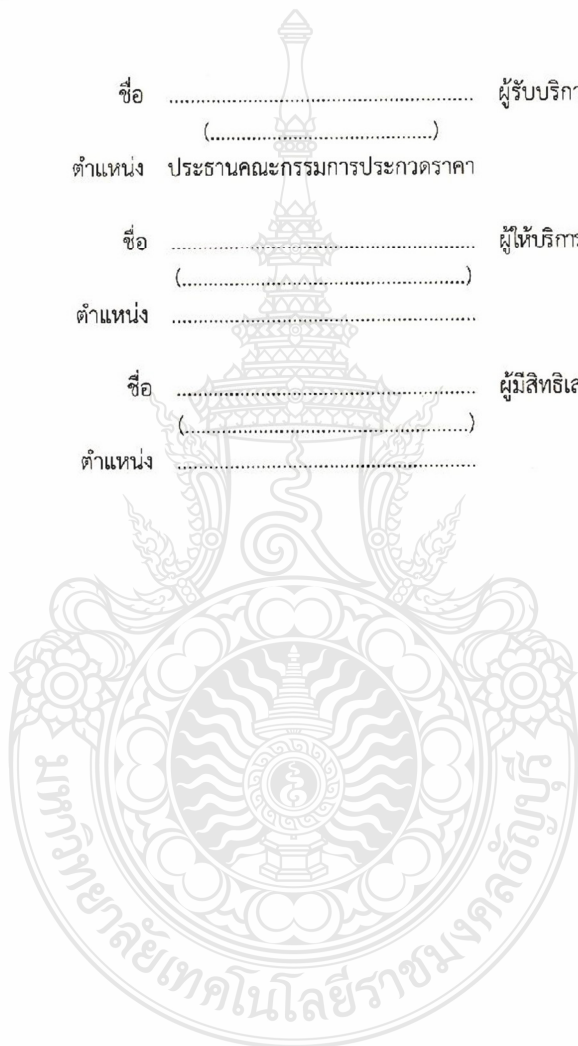 ชื่อ ........................................ ผู้รับบริกา
(........................................)
ตำแหน่ง ประธานคณะกรรมการประกวดราคา
ชื่อ ........................................ ผู้ให้บริการ
(........................................)
ตำแหน่ง ........................................
ชื่อ ........................................ ผู้มีสิทธิเส
(........................................)
ตำแหน่ง ........................................
มหาวิทยาลัยเทคโนโลยีราชมงคลธัญบุรี